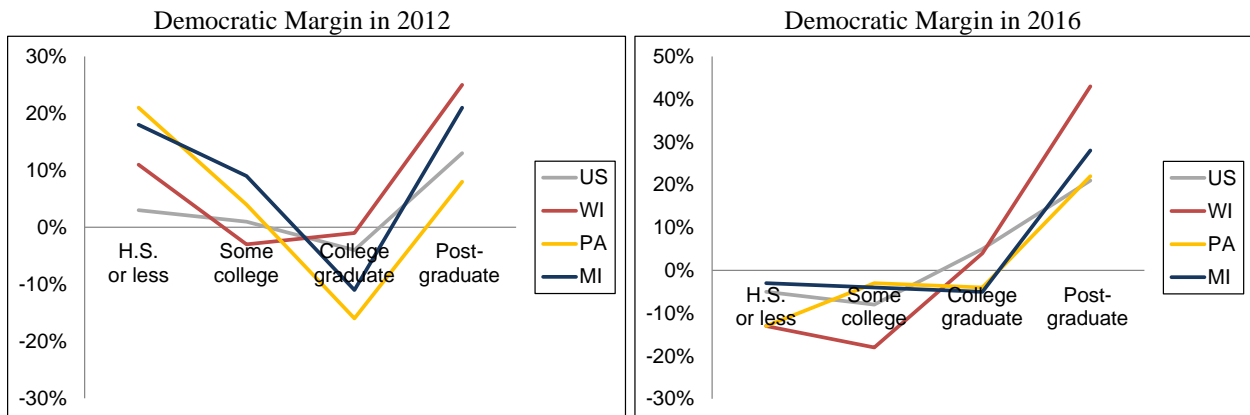 Democratic Margin in 2012
30%
20%
10%
0%
-10%
-20%
-30%
H.S.
or less
Some
college
College
graduate
Post-
graduate
US
WI
PA
MI
Democratic Margin in 2016
50%
40%
30%
20%
10%
0%
-10%
-20%
-30%
H.S.
or less
Some
college
College
graduate
Post-
graduate
US
WI
PA
MI